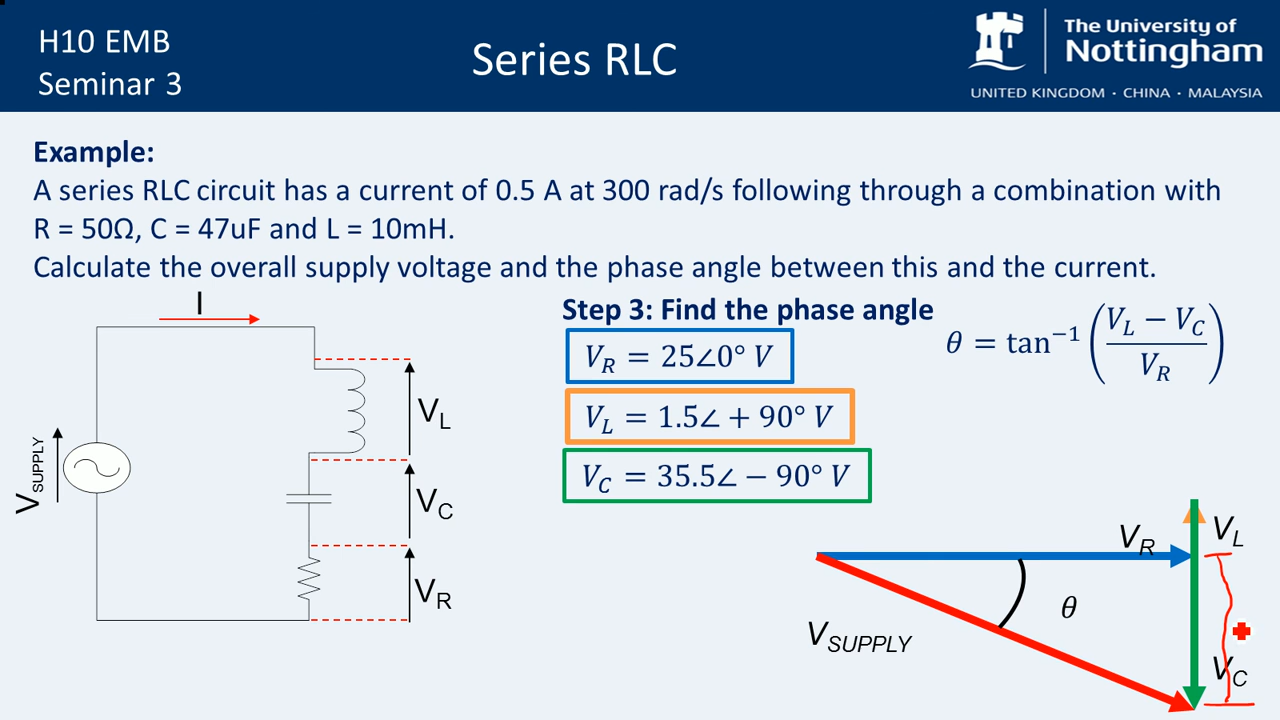 H10 EMB
Seminar 3
Series RLC
The University of
Nottingham
UNITED KINGDOM · CHINA · MALAYSIA
Example:
A series RLC circuit has a current of 0.5 A at 300 rad/s following through a combination with
R = 50Ω, C = 47uF and L = 10mH.
Calculate the overall supply voltage and the phase angle between this and the current.
I
V_SUPPLY
V_L
V_C
V_R
Step 3: Find the phase angle
θ = tan⁻¹ ((V_L − V_C) / V_R)
V_R = 25∠0° V
V_L = 1.5∠ + 90° V
V_C = 35.5∠ − 90° V
V_R
V_L
θ
V_SUPPLY
V_C